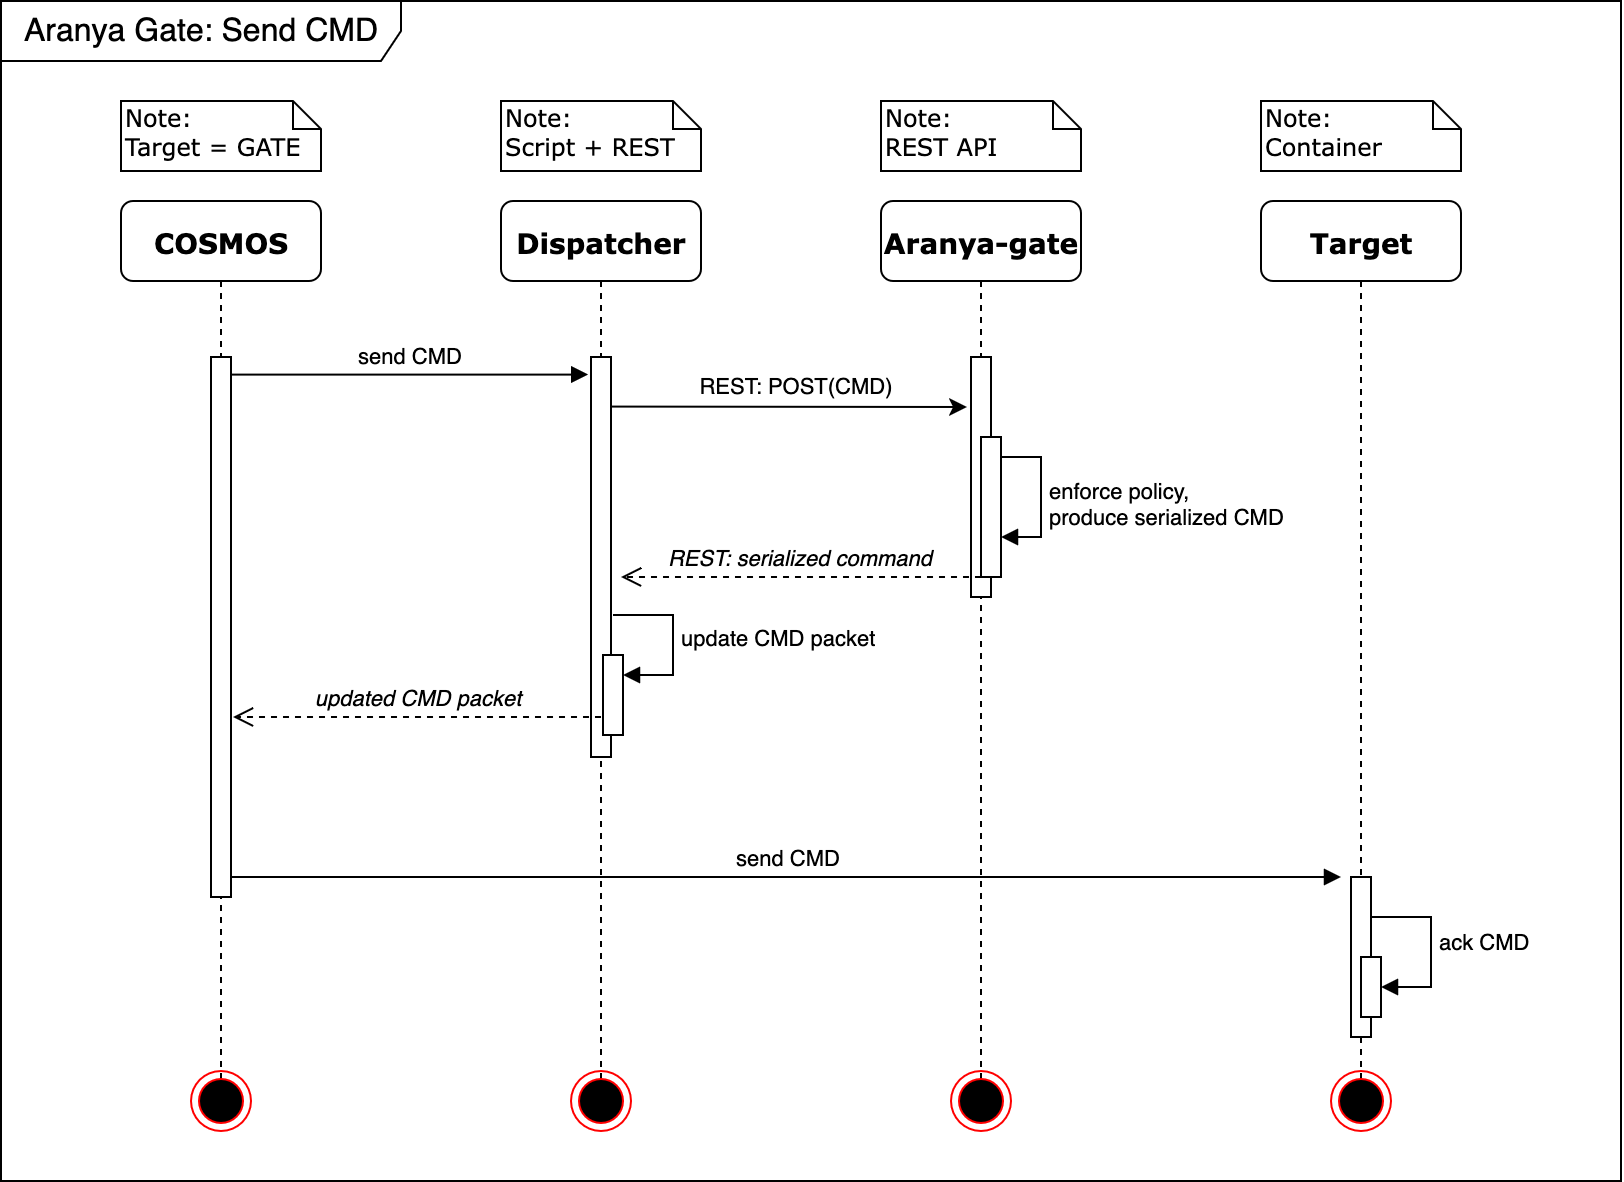 Aranya Gate: Send CMD
Note:
Target = GATE
Note:
Script + REST
Note:
REST API
Note:
Container
COSMOS
Dispatcher
Aranya-gate
Target
send CMD
REST: POST(CMD)
enforce policy,
produce serialized CMD
REST: serialized command
update CMD packet
updated CMD packet
send CMD
ack CMD